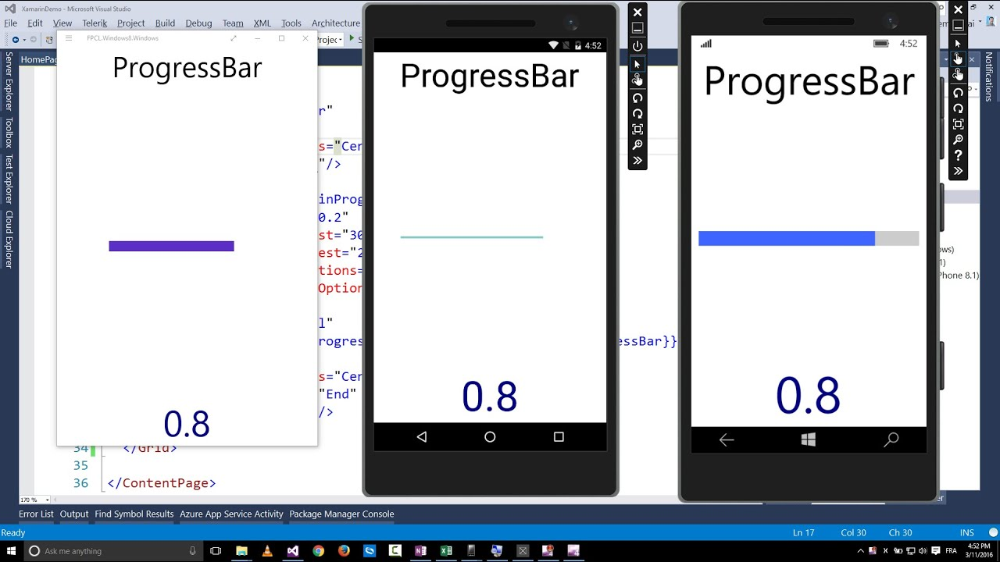 XamarinDemo - Microsoft Visual Studio
File Edit View Telerik Project Build Debug Team XML Tools Architecture
FPCL.Windows8.Windows
HomePag
Server Explorer
Toolbox
Test Explorer
Cloud Explorer
Notifications
ProgressBar
0.8
4:52
ProgressBar
0.8
4:52
ProgressBar
0.8
r"
s="Cer
"/>
inProg
0.2"
st="30
est="2
tions=
Option
l"
rogres
essBar}}
s="Cer
"End"
/>
34 </Grid>
35
36 </ContentPage>
ows)
1)
Phone 8.1)
170 %
Error List Output Find Symbol Results Azure App Service Activity Package Manager Console
Ready Ln 17 Col 30 Ch 30 INS
Ask me anything
FRA
4:52 PM
3/11/2016